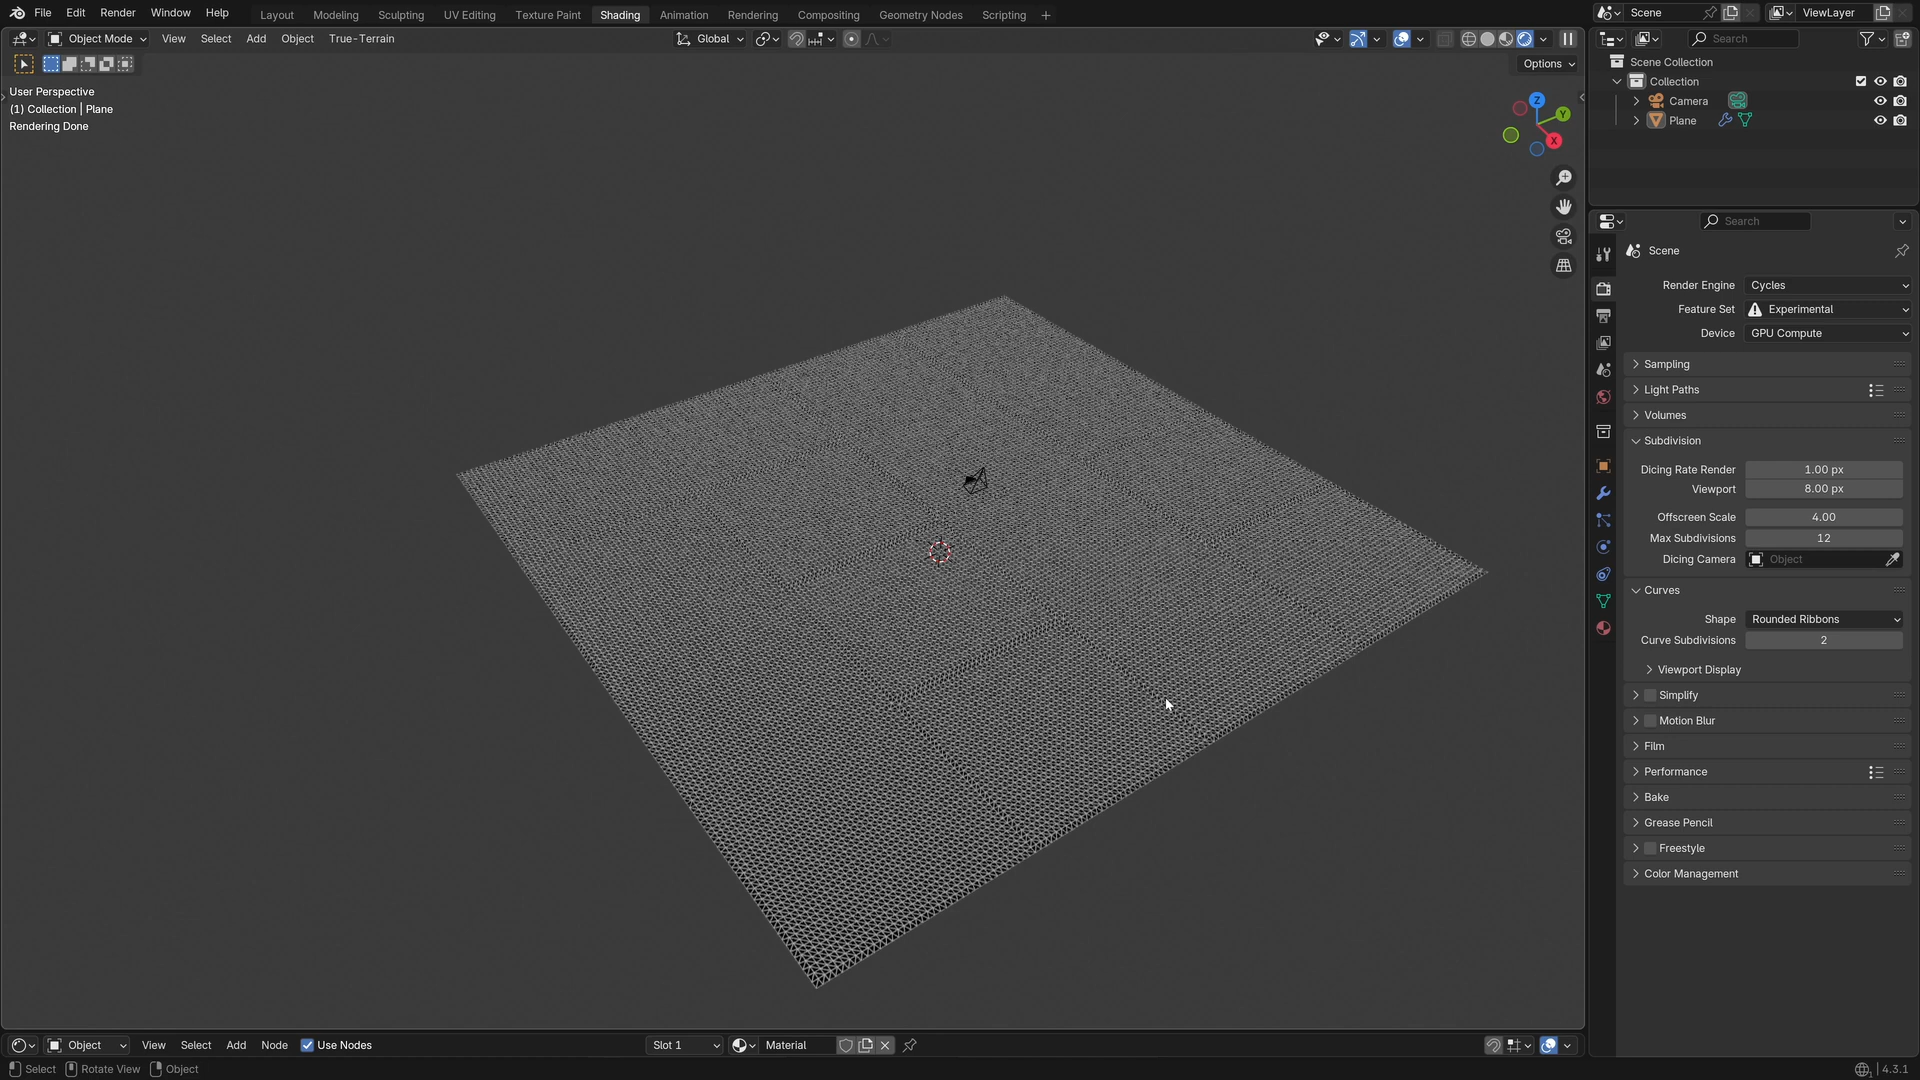 File Edit Render Window Help Layout Modeling Sculpting UV Editing Texture Paint Shading Animation Rendering Compositing Geometry Nodes Scripting + Scene ViewLayer
Object Mode View Select Add Object True-Terrain Global Search
Options
User Perspective
(1) Collection | Plane
Rendering Done
Z
Y
X
Scene Collection
Collection
Camera
Plane
Search
Scene
Render Engine Cycles
Feature Set Experimental
Device GPU Compute
Sampling
Light Paths
Volumes
Subdivision
Dicing Rate Render 1.00 px
Viewport 8.00 px
Offscreen Scale 4.00
Max Subdivisions 12
Dicing Camera Object
Curves
Shape Rounded Ribbons
Curve Subdivisions 2
Viewport Display
Simplify
Motion Blur
Film
Performance
Bake
Grease Pencil
Freestyle
Color Management
Object View Select Add Node Use Nodes Slot 1 Material
Select Rotate View Object 4.3.1